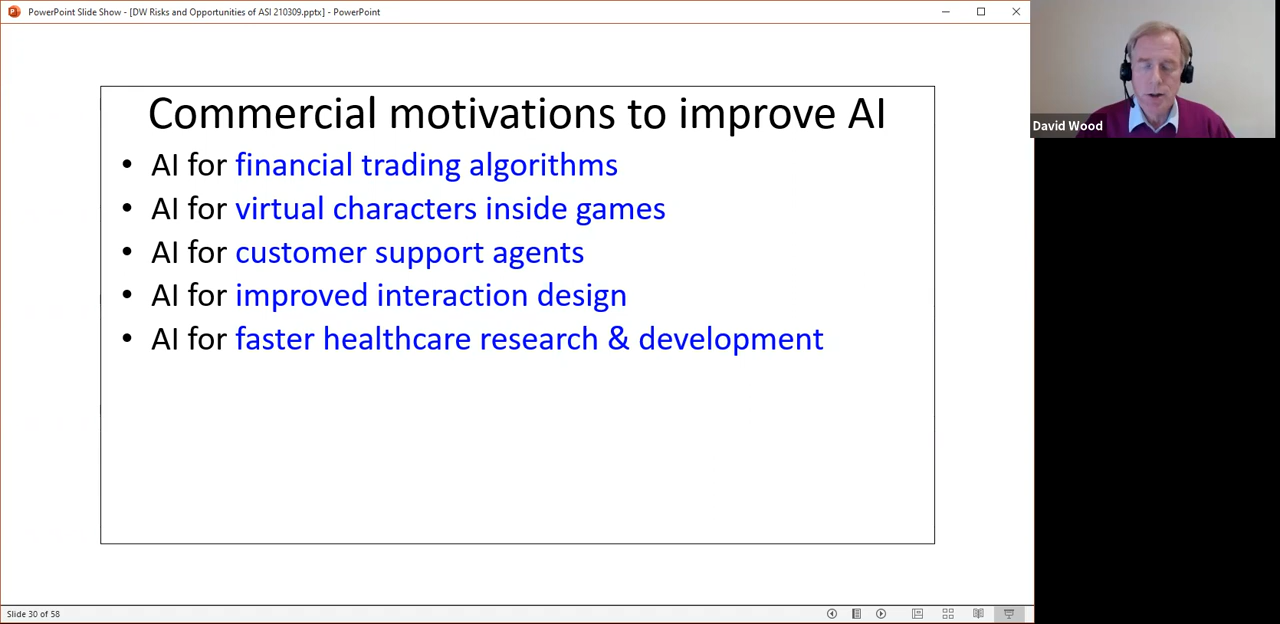 PowerPoint Slide Show - [DW Risks and Opportunities of ASI 210309.pptx] - PowerPoint
Commercial motivations to improve AI
• AI for financial trading algorithms
• AI for virtual characters inside games
• AI for customer support agents
• AI for improved interaction design
• AI for faster healthcare research & development
David Wood
Slide 30 of 58